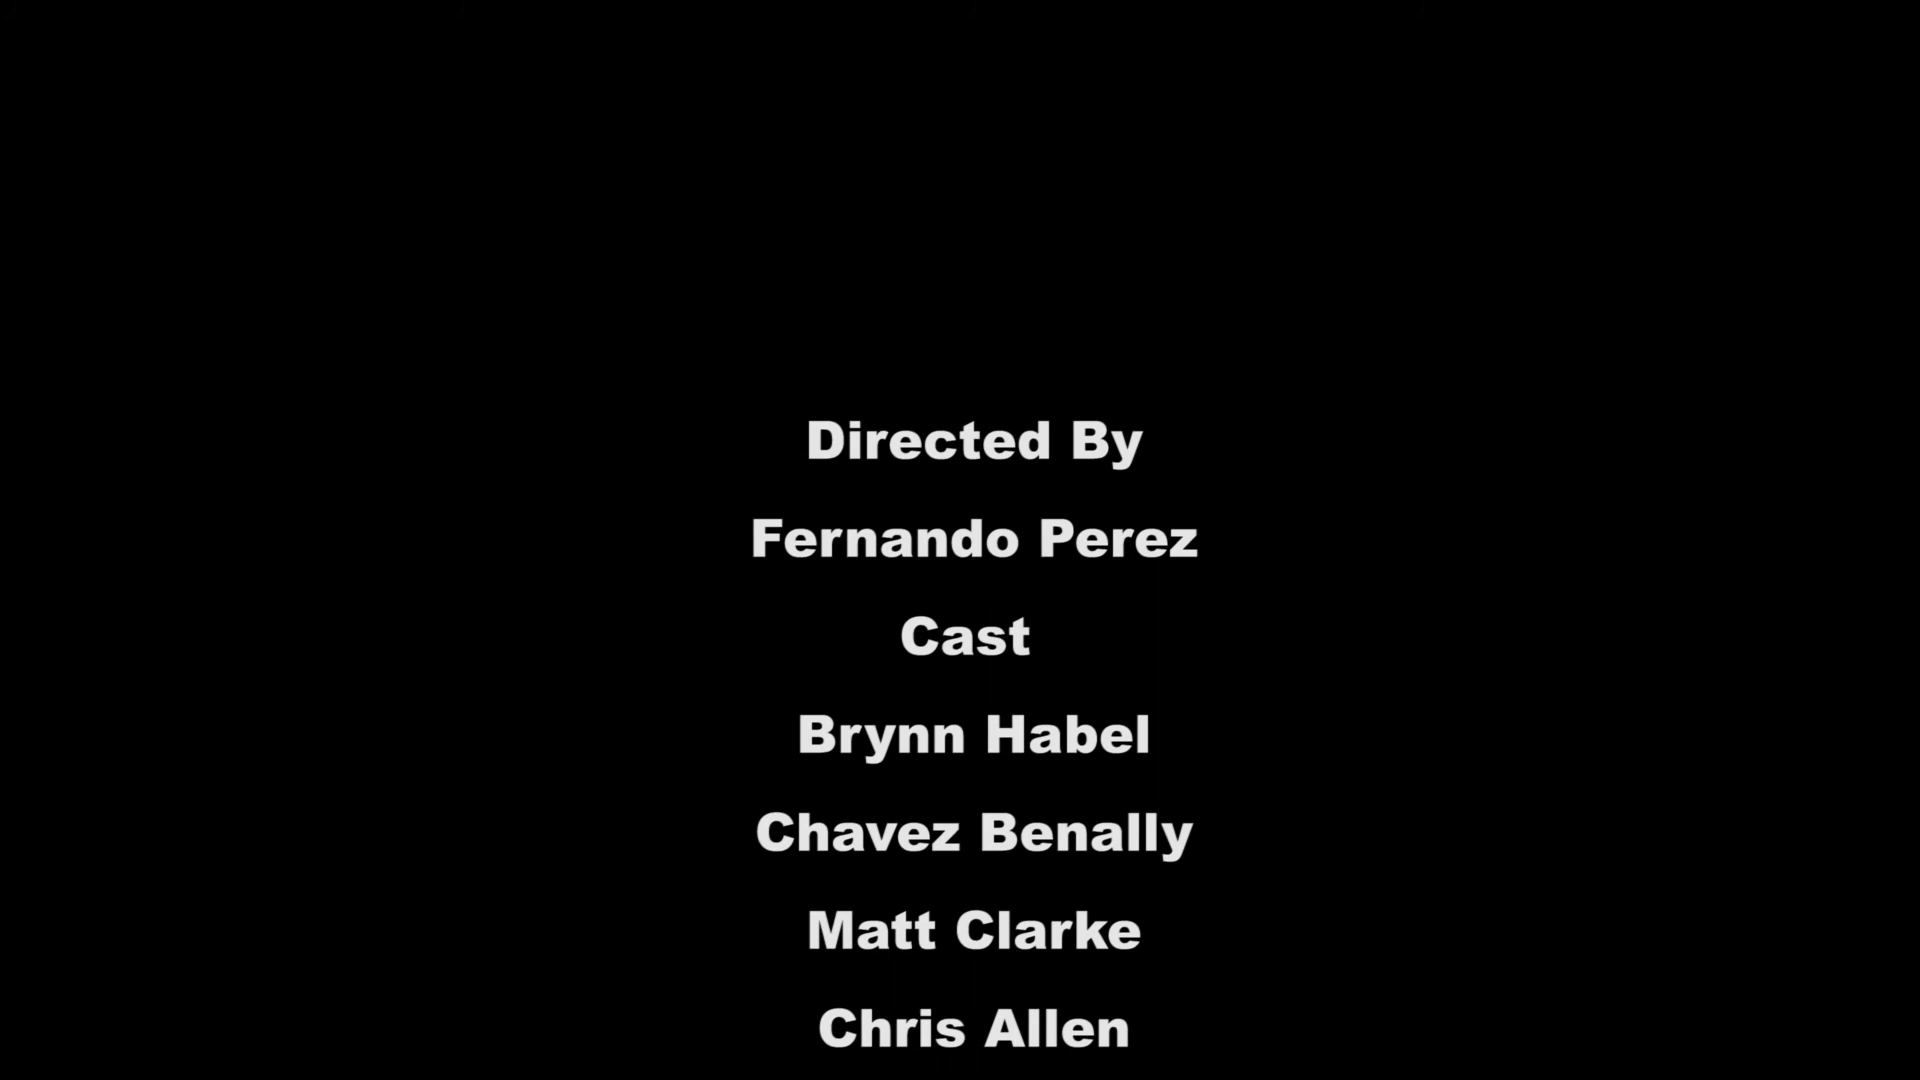 Directed By
Fernando Perez
Cast
Brynn Habel
Chavez Benally
Matt Clarke
Chris Allen